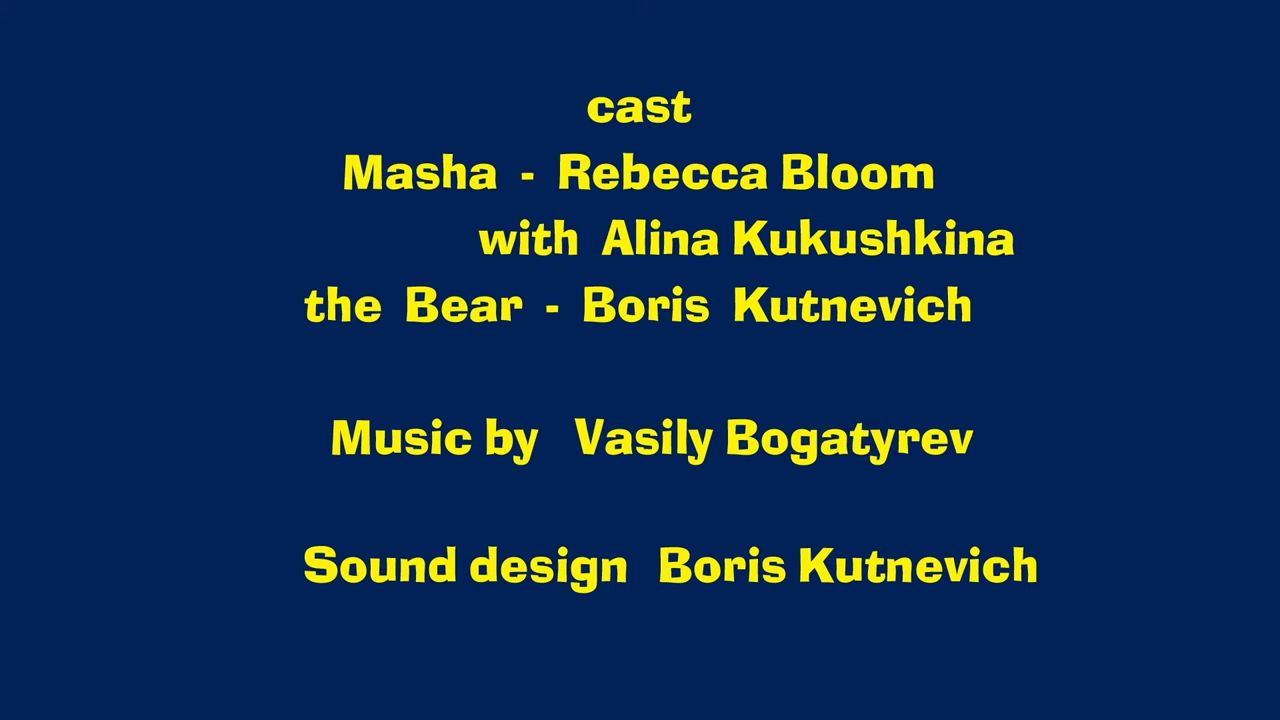 cast
Masha - Rebecca Bloom
with Alina Kukushkina
the Bear - Boris Kutnevich
Music by Vasily Bogatyrev
Sound design Boris Kutnevich